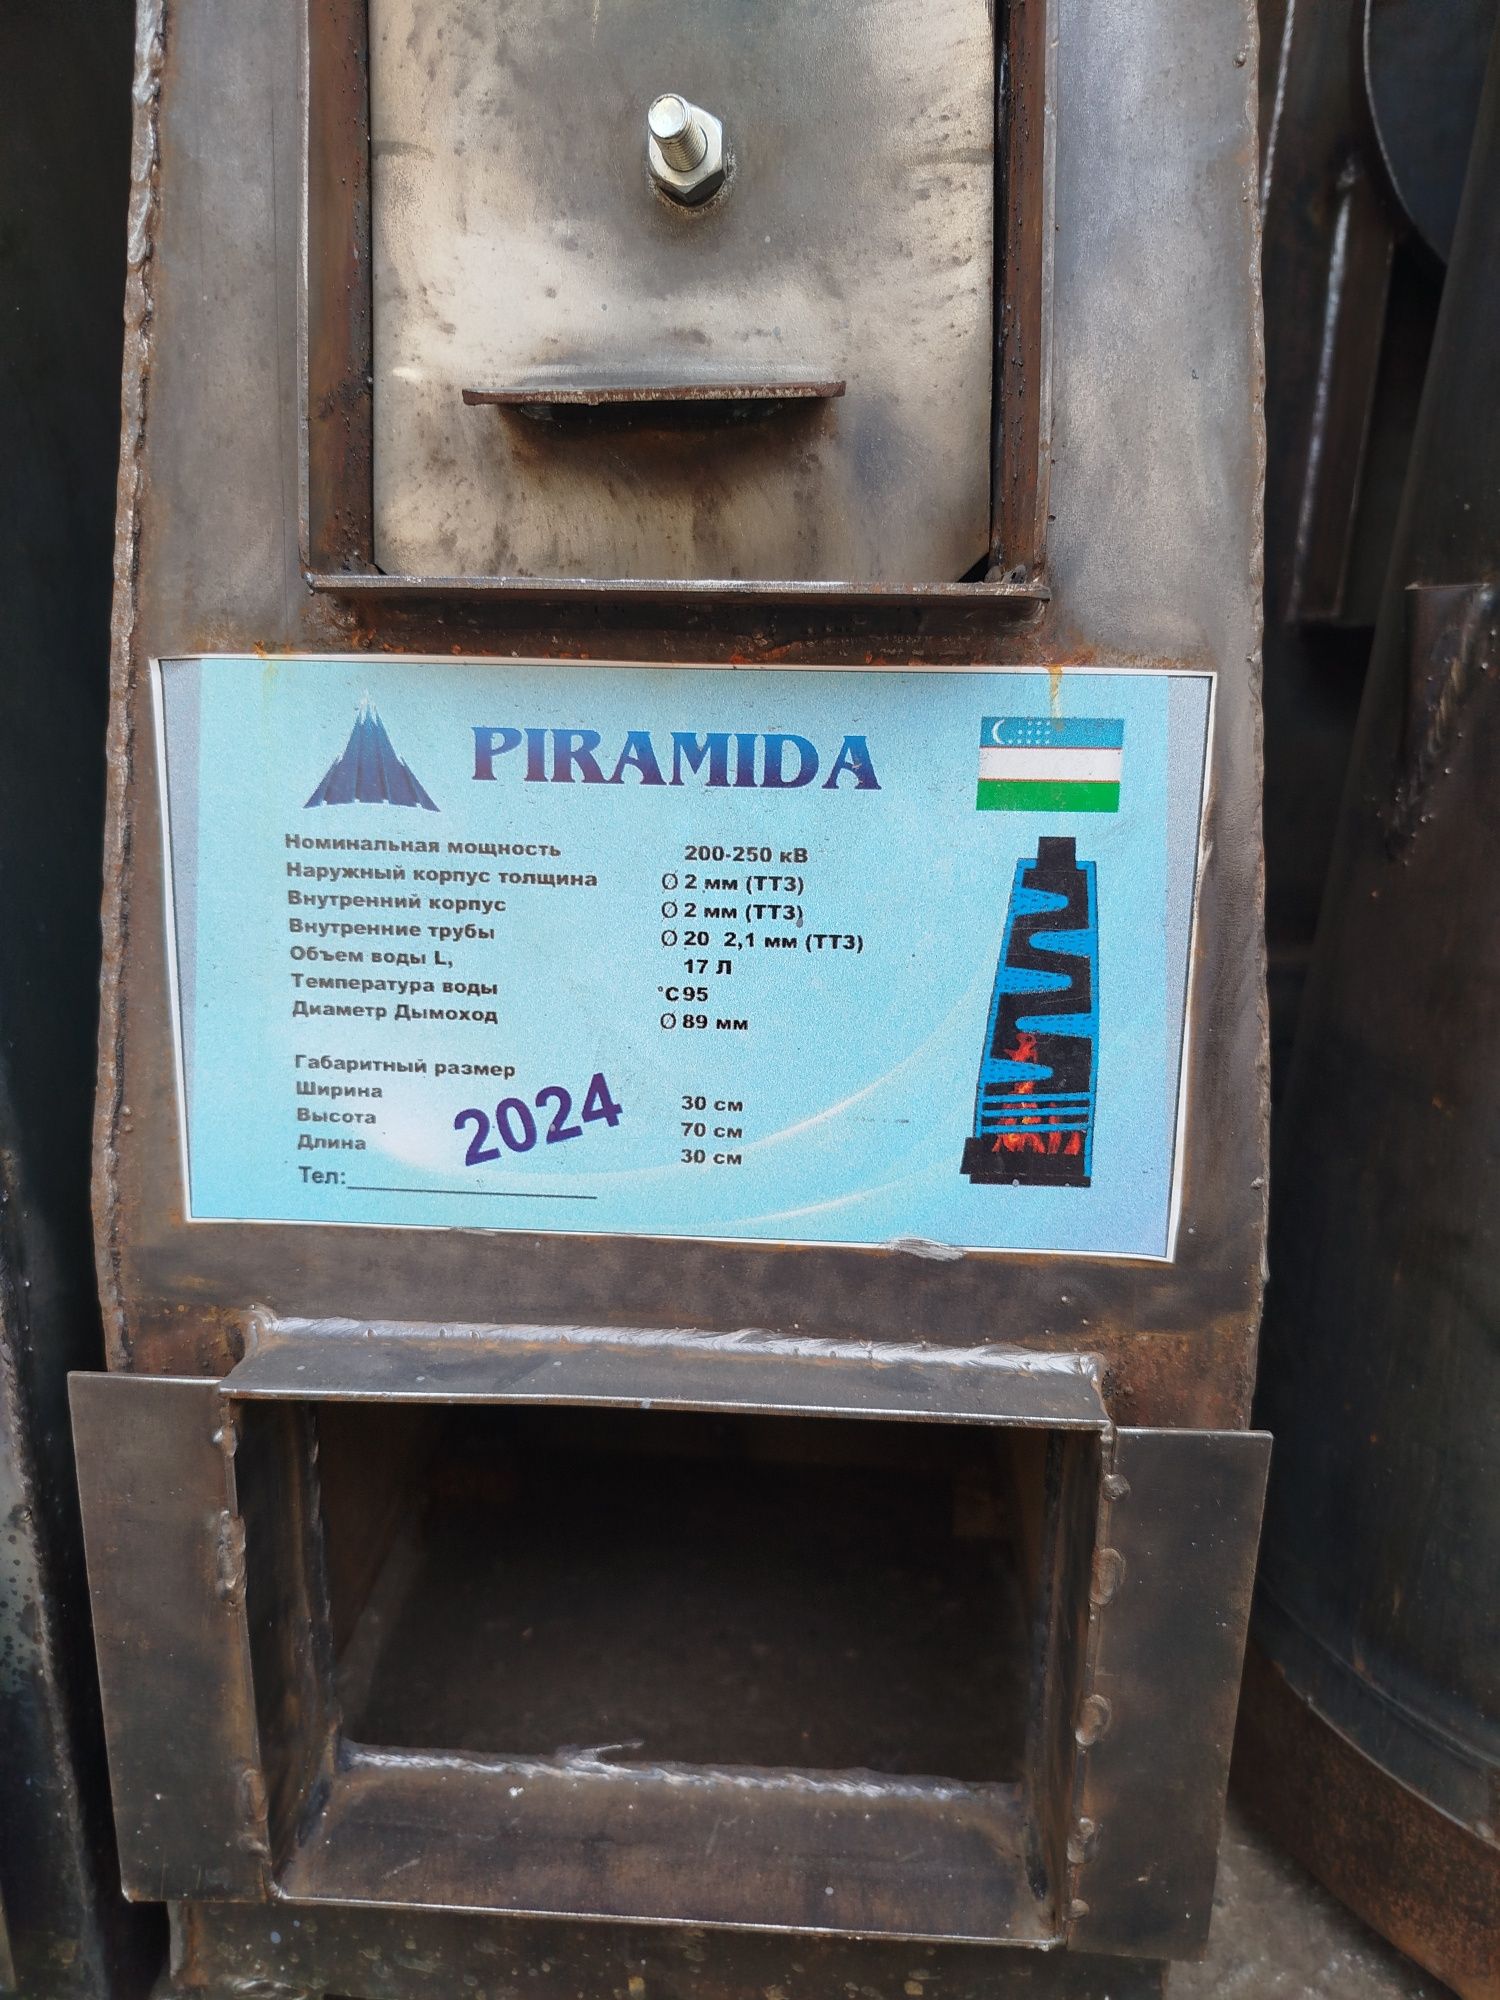 PIRAMIDA
Номинальная мощность 200-250 кВ
Наружный корпус толщина Ø 2 мм (ТТЗ)
Внутренний корпус Ø 2 мм (ТТЗ)
Внутренние трубы Ø 20 2,1 мм (ТТЗ)
Объем воды L, 17 Л
Температура воды °C 95
Диаметр Дымоход Ø 89 мм
Габаритный размер
Ширина 30 см
Высота 70 см
Длина 30 см
2024
Тел: